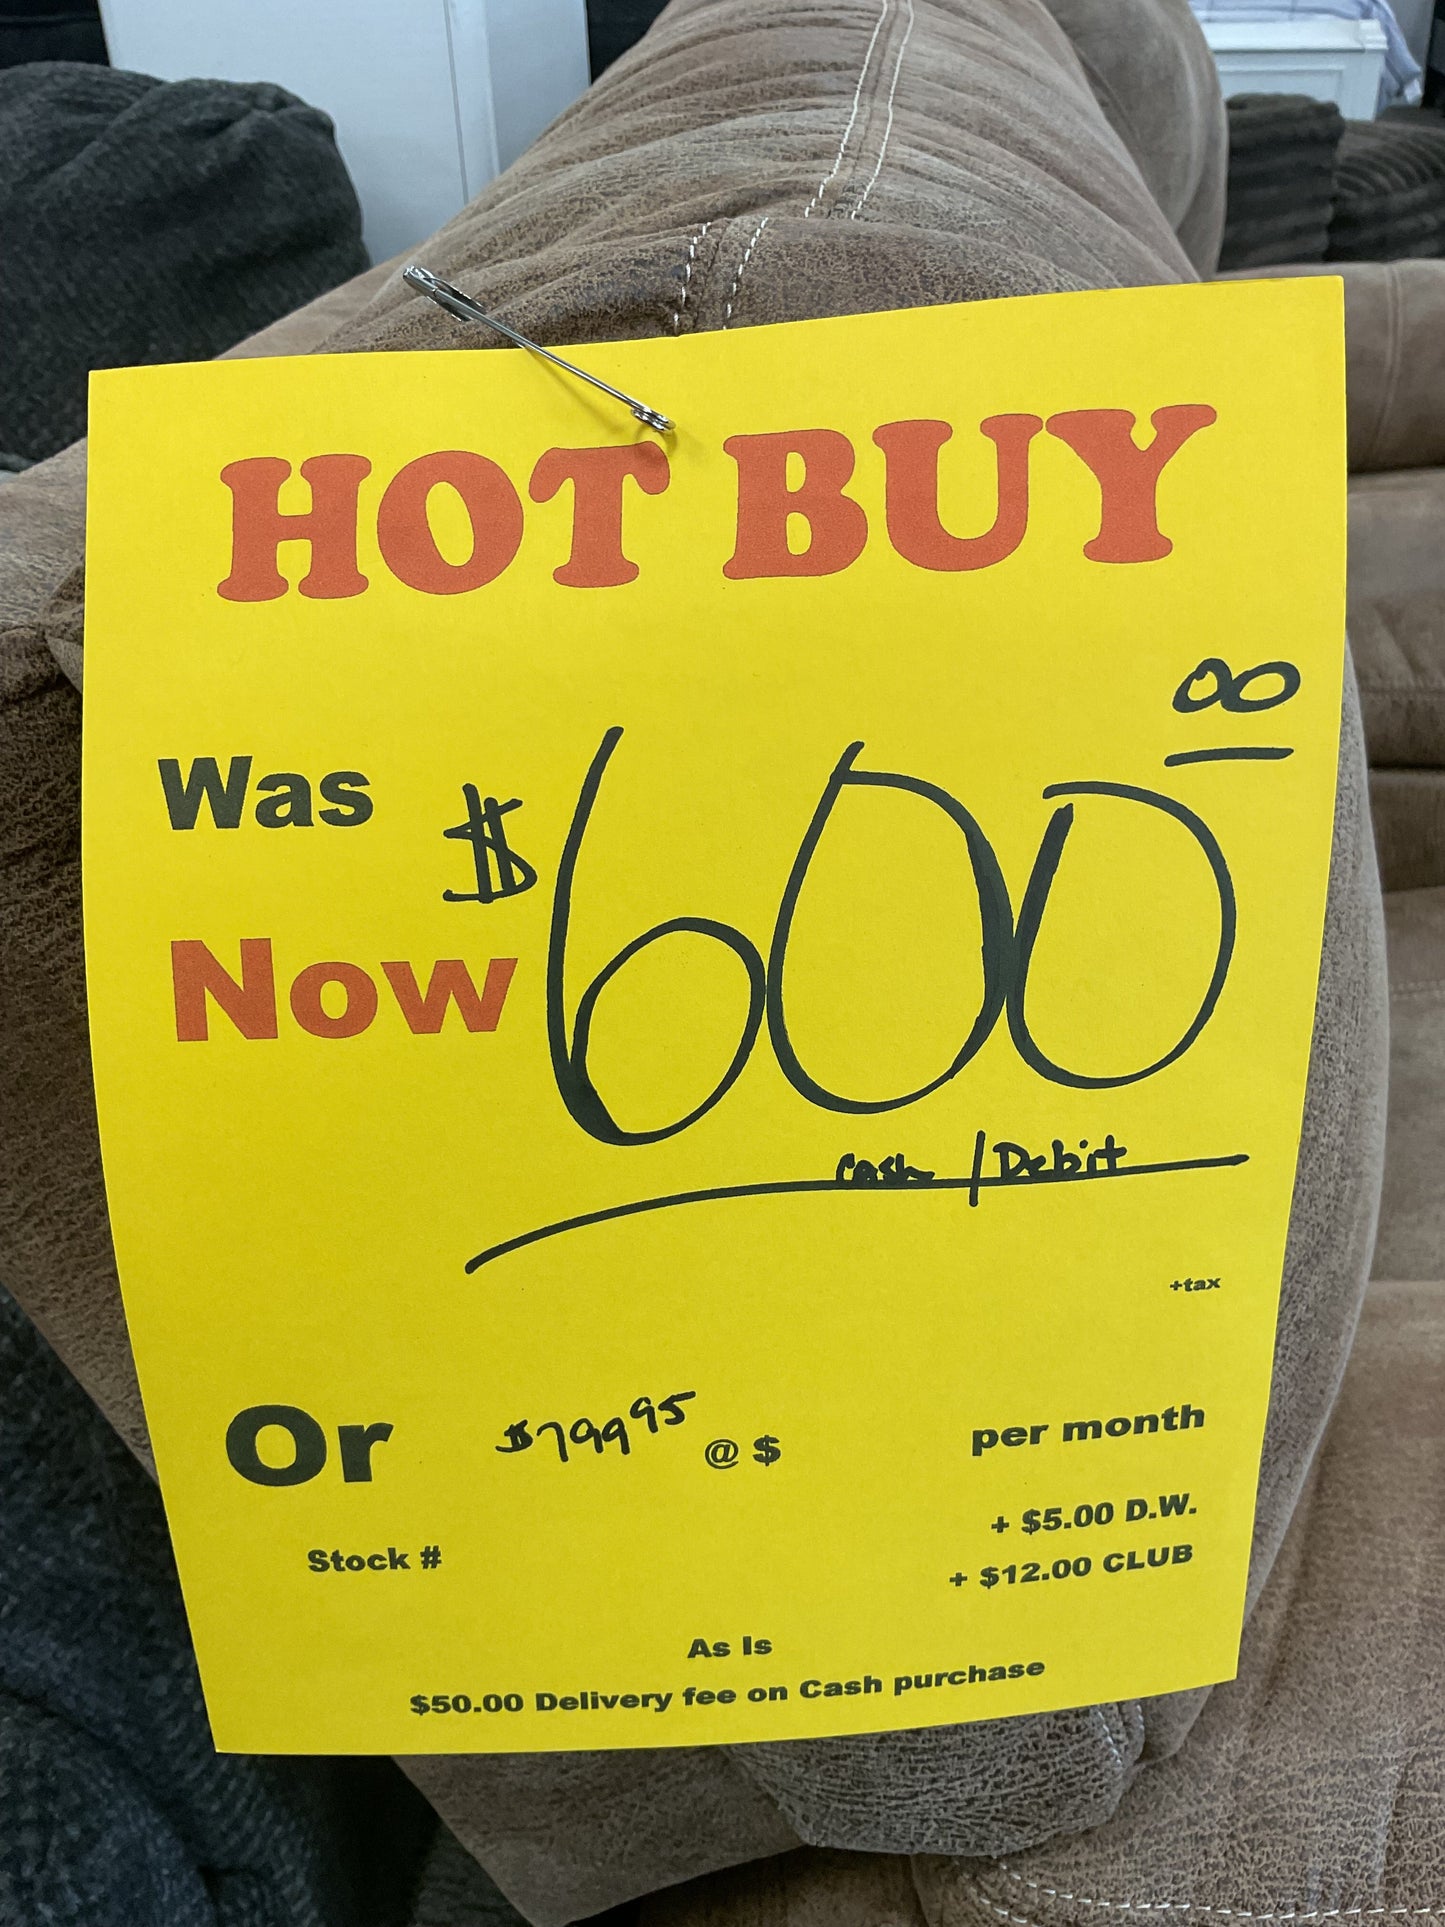 HOT BUY
Was
$600.00
Now
cash / Debit
+tax
Or $799.95 @ $ per month
+ $5.00 D.W.
Stock #
+ $12.00 CLUB
As Is
$50.00 Delivery fee on Cash purchase